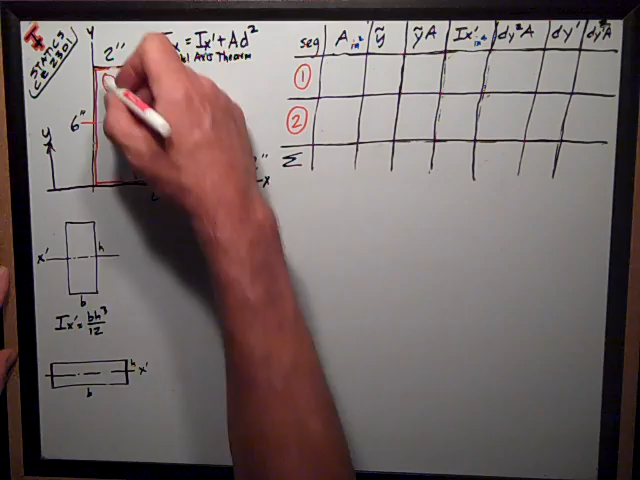 I
STATICS
CE 2301
y
2"
Ix = Ix' + Ad²
Axis Theorem
6"
y
x
seg A in² ỹ ỹA Ix' in⁴ dy²A dy' dy'²A
1
2
Σ
x' h
b
Ix' = bh³/12
h x'
b